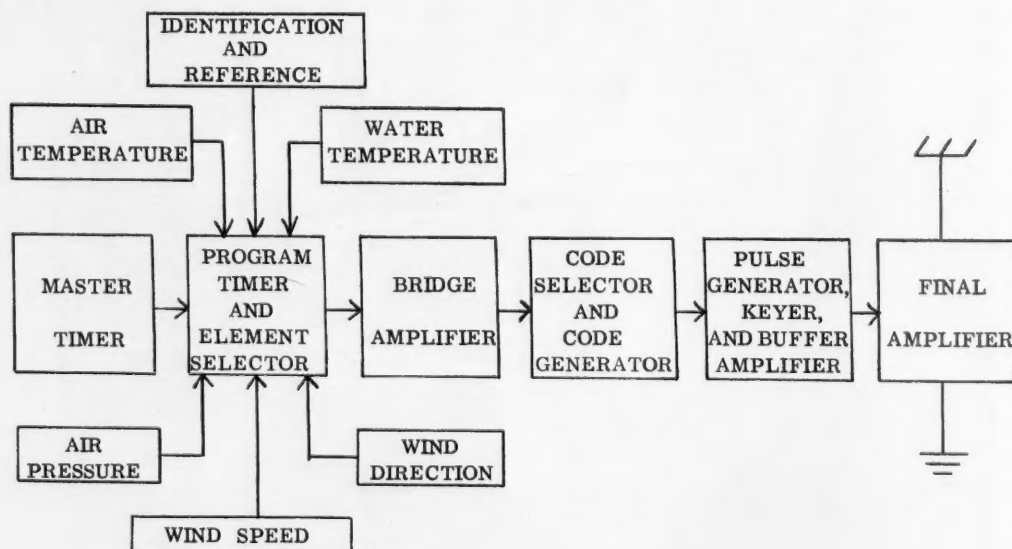 IDENTIFICATION
AND
REFERENCE
AIR
TEMPERATURE
WATER
TEMPERATURE
MASTER
TIMER
PROGRAM
TIMER
AND
ELEMENT
SELECTOR
BRIDGE
AMPLIFIER
CODE
SELECTOR
AND
CODE
GENERATOR
PULSE
GENERATOR,
KEYER,
AND BUFFER
AMPLIFIER
FINAL
AMPLIFIER
AIR
PRESSURE
WIND
DIRECTION
WIND SPEED